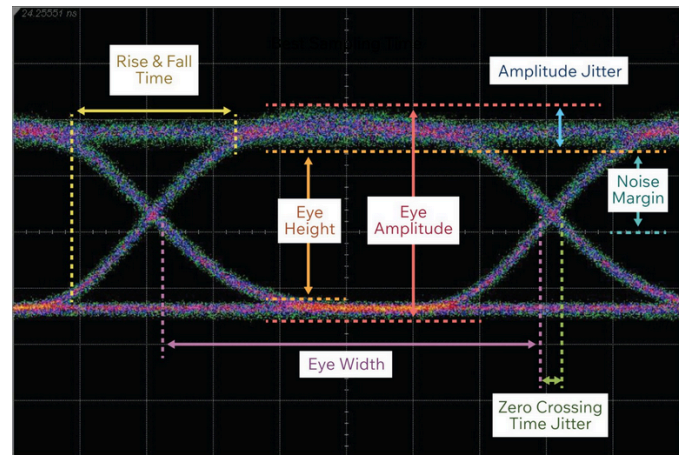 24.25551 ns
Rise & Fall
Time
Amplitude Jitter
Noise
Margin
Eye
Height
Eye
Amplitude
Eye Width
Zero Crossing
Time Jitter